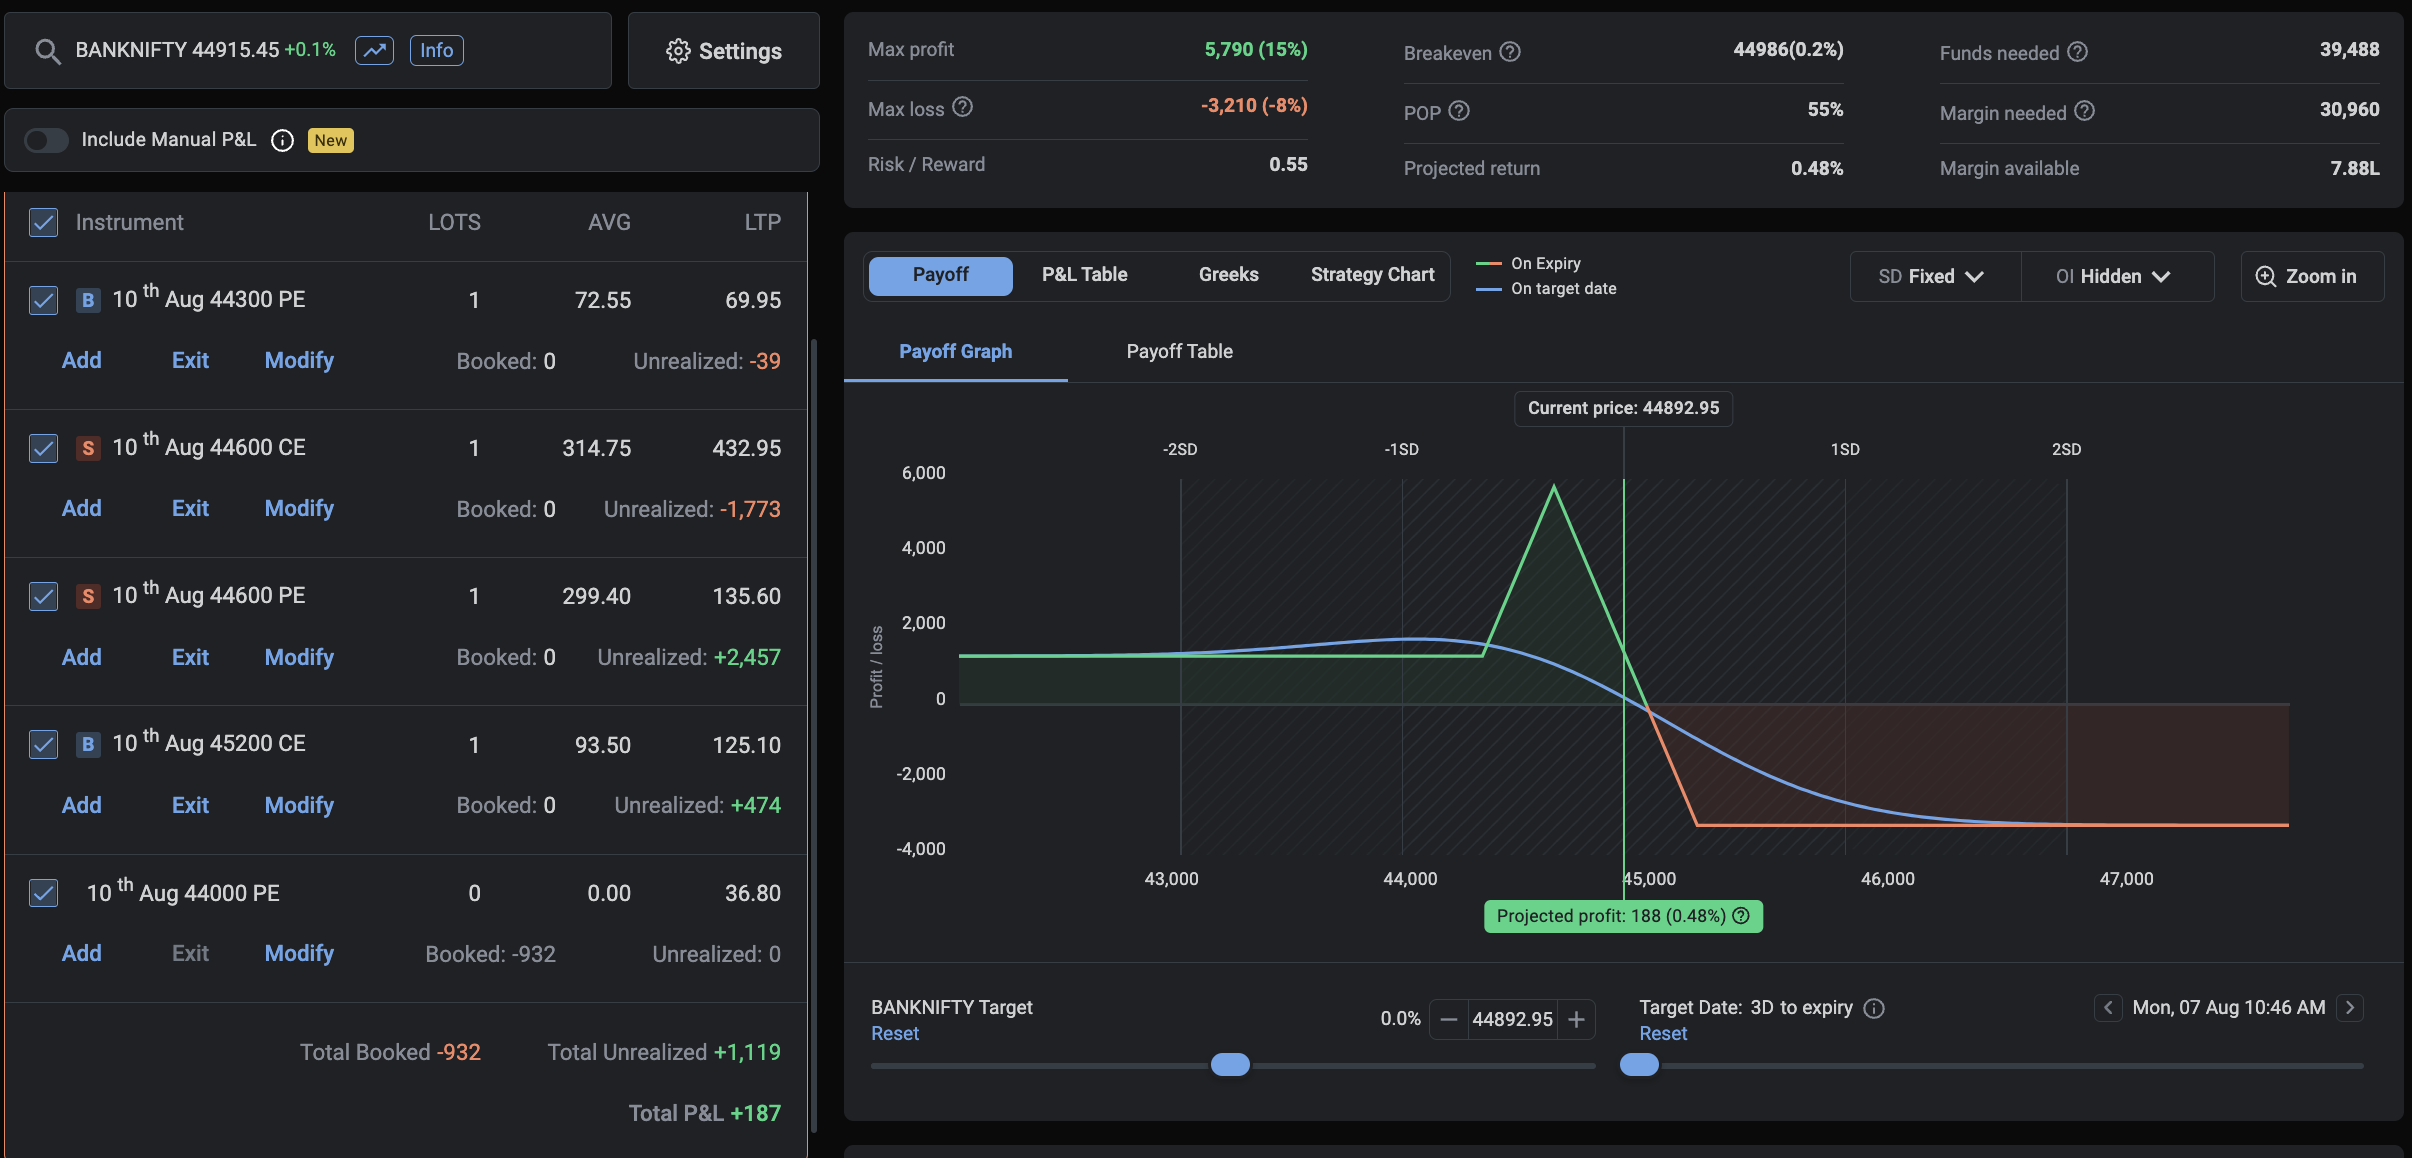 BANKNIFTY 44915.45 +0.1% Info
Settings
Include Manual P&L New
Instrument LOTS AVG LTP
B 10 th Aug 44300 PE 1 72.55 69.95
Add Exit Modify Booked: 0 Unrealized: -39
S 10 th Aug 44600 CE 1 314.75 432.95
Add Exit Modify Booked: 0 Unrealized: -1,773
S 10 th Aug 44600 PE 1 299.40 135.60
Add Exit Modify Booked: 0 Unrealized: +2,457
B 10 th Aug 45200 CE 1 93.50 125.10
Add Exit Modify Booked: 0 Unrealized: +474
10 th Aug 44000 PE 0 0.00 36.80
Add Exit Modify Booked: -932 Unrealized: 0
Total Booked -932 Total Unrealized +1,119
Total P&L +187
Max profit 5,790 (15%) Breakeven 44986(0.2%) Funds needed 39,488
Max loss -3,210 (-8%) POP 55% Margin needed 30,960
Risk / Reward 0.55 Projected return 0.48% Margin available 7.88L
Payoff P&L Table Greeks Strategy Chart
On Expiry
On target date
SD Fixed OI Hidden Zoom in
Payoff Graph Payoff Table
Current price: 44892.95
-2SD -1SD 1SD 2SD
6,000
4,000
2,000
0
-2,000
-4,000
Profit / loss
43,000 44,000 45,000 46,000 47,000
Projected profit: 188 (0.48%)
BANKNIFTY Target 0.0% 44892.95
Reset
Target Date: 3D to expiry Mon, 07 Aug 10:46 AM
Reset